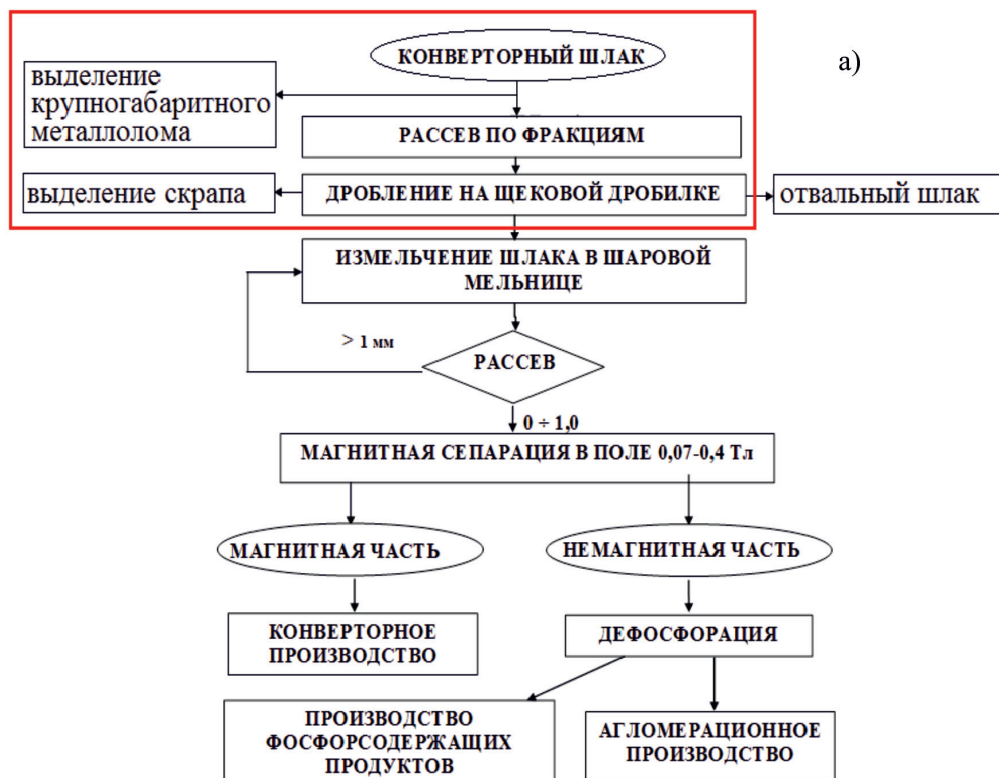 КОНВЕРТОРНЫЙ ШЛАК
а)
выделение
крупногабаритного
металлолома
РАССЕВ ПО ФРАКЦИЯМ
выделение скрапа
ДРОБЛЕНИЕ НА ЩЕКОВОЙ ДРОБИЛКЕ
отвальный шлак
ИЗМЕЛЬЧЕНИЕ ШЛАКА В ШАРОВОЙ
МЕЛЬНИЦЕ
> 1 мм
РАССЕВ
0 ÷ 1,0
МАГНИТНАЯ СЕПАРАЦИЯ В ПОЛЕ 0,07-0,4 Тл
МАГНИТНАЯ ЧАСТЬ
НЕМАГНИТНАЯ ЧАСТЬ
КОНВЕРТОРНОЕ
ПРОИЗВОДСТВО
ДЕФОСФОРАЦИЯ
ПРОИЗВОДСТВО
ФОСФОРСОДЕРЖАЩИХ
ПРОДУКТОВ
АГЛОМЕРАЦИОННОЕ
ПРОИЗВОДСТВО